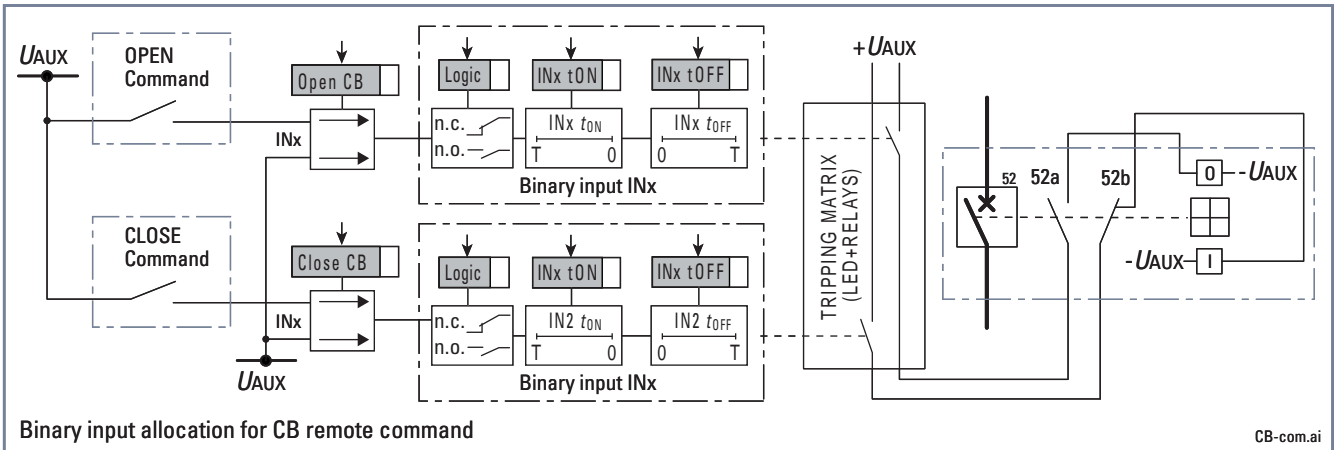 UAUX
OPEN
Command
Open CB
INx
Logic
INx tON
INx tOFF
n.c.
n.o.
INx tON
T 0
INx tOFF
0 T
Binary input INx
CLOSE
Command
Close CB
INx
UAUX
Logic
INx tON
INx tOFF
n.c.
n.o.
IN2 tON
T 0
IN2 tOFF
0 T
Binary input INx
+UAUX
TRIPPING MATRIX
(LED+RELAYS)
52
52a
52b
O
-UAUX
-UAUX
I
Binary input allocation for CB remote command
CB-com.ai